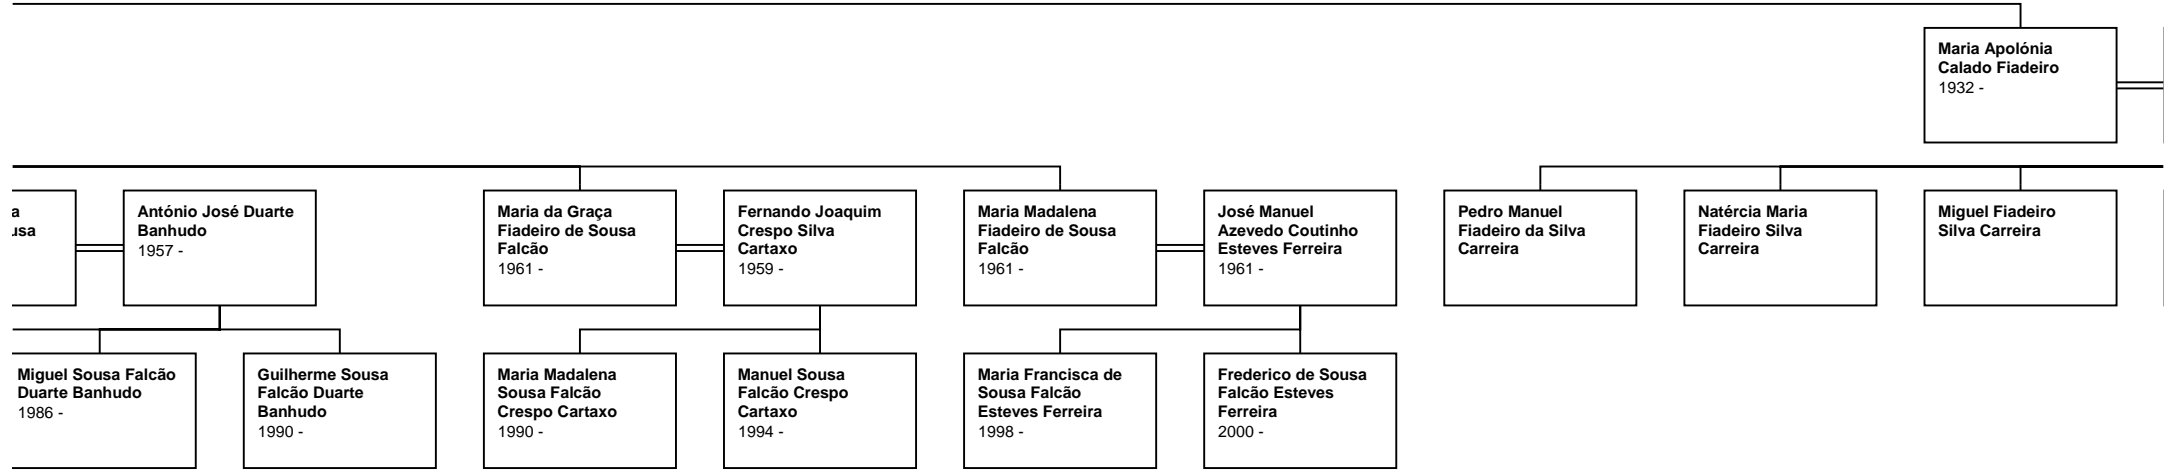 Maria Apolónia
Calado Fiadeiro
1932 -
António José Duarte
Banhudo
1957 -
Maria da Graça
Fiadeiro de Sousa
Falcão
1961 -
Fernando Joaquim
Crespo Silva
Cartaxo
1959 -
Maria Madalena
Fiadeiro de Sousa
Falcão
1961 -
José Manuel
Azevedo Coutinho
Esteves Ferreira
1961 -
Pedro Manuel
Fiadeiro da Silva
Carreira
Natércia Maria
Fiadeiro Silva
Carreira
Miguel Fiadeiro
Silva Carreira
Miguel Sousa Falcão
Duarte Banhudo
1986 -
Guilherme Sousa
Falcão Duarte
Banhudo
1990 -
Maria Madalena
Sousa Falcão
Crespo Cartaxo
1990 -
Manuel Sousa
Falcão Crespo
Cartaxo
1994 -
Maria Francisca de
Sousa Falcão
Esteves Ferreira
1998 -
Frederico de Sousa
Falcão Esteves
Ferreira
2000 -